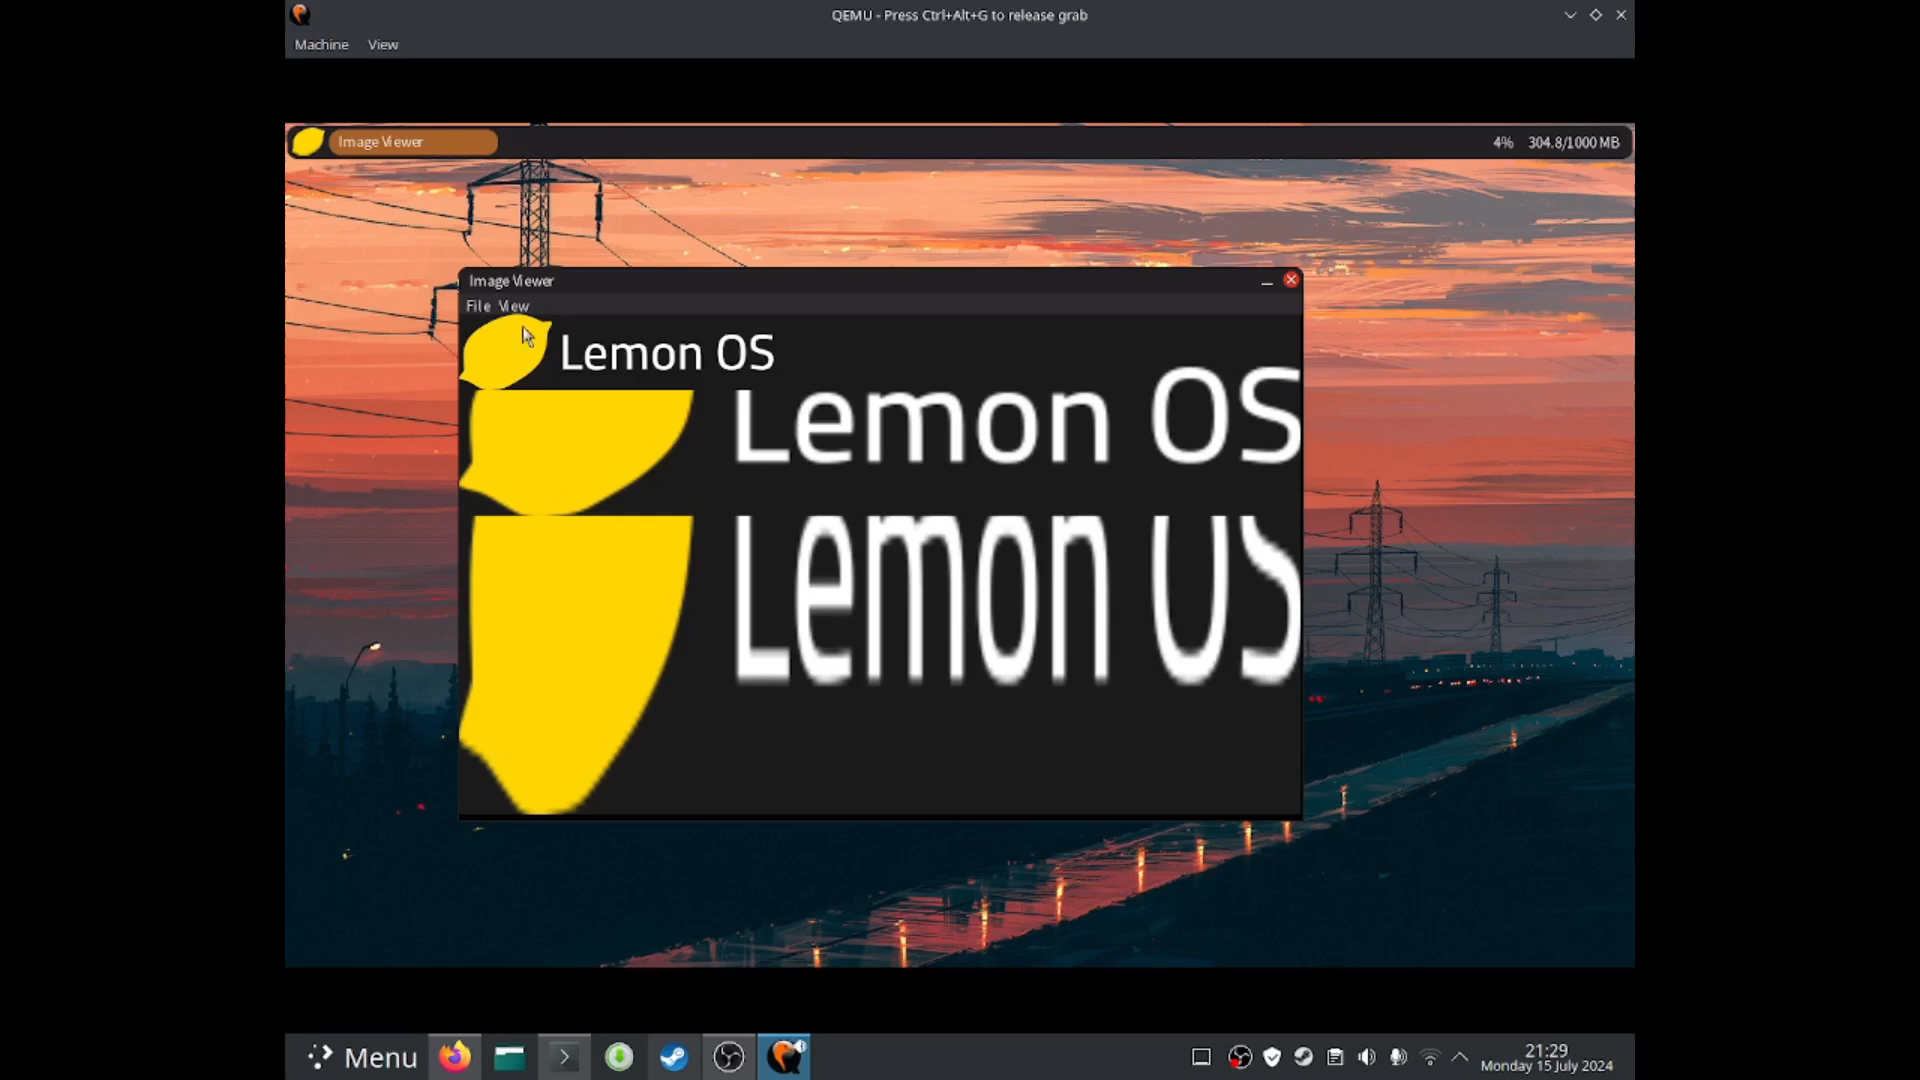 QEMU - Press Ctrl+Alt+G to release grab
Machine View
Image Viewer
4% 304.8/1000 MB
Image Viewer
File View
Lemon OS
Lemon OS
Lemon OS
Menu
21:29
Monday 15 July 2024